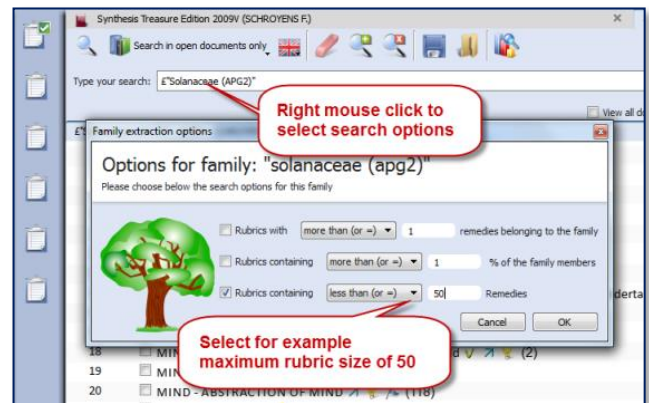 Synthesis Treasure Edition 2009V (SCHROYENS F.)
Search in open documents only
Type your search: £"Solanaceae (APG2)"
Right mouse click to
select search options
View all d
Family extraction options
Options for family: "solanaceae (apg2)"
Please choose below the search options for this family
Rubrics with more than (or =) 1 remedies belonging to the family
Rubrics containing more than (or =) 1 % of the family members
Rubrics containing less than (or =) 50 Remedies
Cancel OK
Select for example
maximum rubric size of 50
18 (2)
19
20 MIND - ABSTRACTION OF MIND (118)